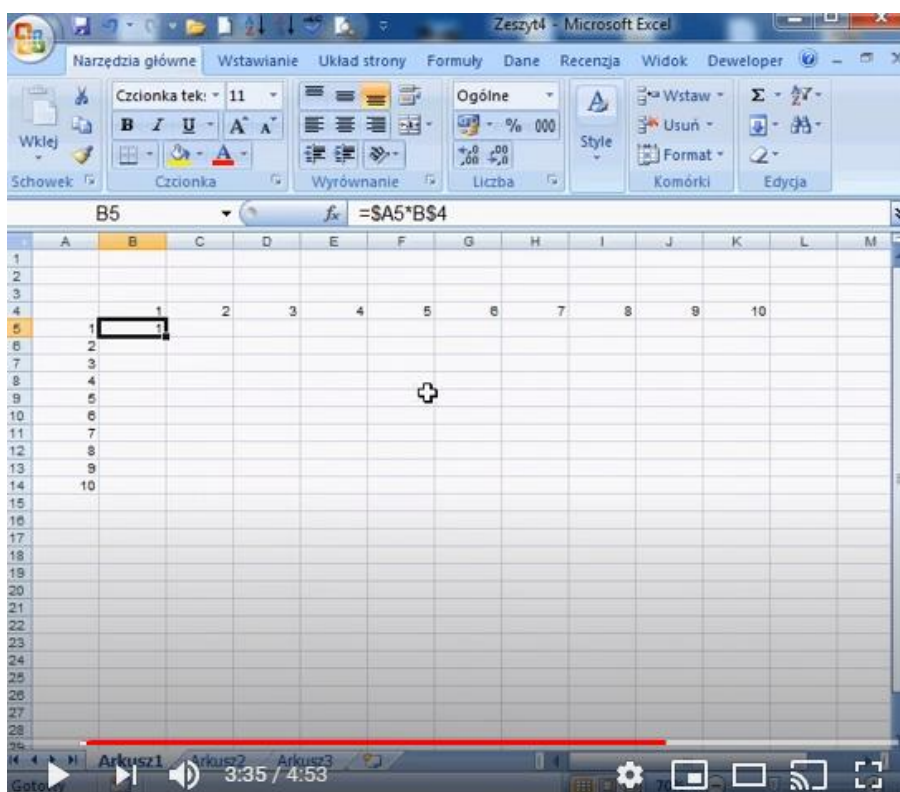 Zeszyt4 - Microsoft Excel
Narzędzia główne Wstawianie Układ strony Formuły Dane Recenzja Widok Deweloper
Czcionka tek: 11 Ogólne Wstaw Σ
Wklej B I U A A % 000 Style Usuń
A ,00 ,0 Format
Schowek Czcionka Wyrównanie Liczba Komórki Edycja
B5 fx =$A5*B$4
A B C D E F G H I J K L M
1
2
3
4 1 2 3 4 5 6 7 8 9 10
5 1 1
6 2
7 3
8 4
9 5
10 6
11 7
12 8
13 9
14 10
15
16
17
18
19
20
21
22
23
24
25
26
27
28
29
Arkusz1 Arkusz2 Arkusz3
3:35 / 4:53